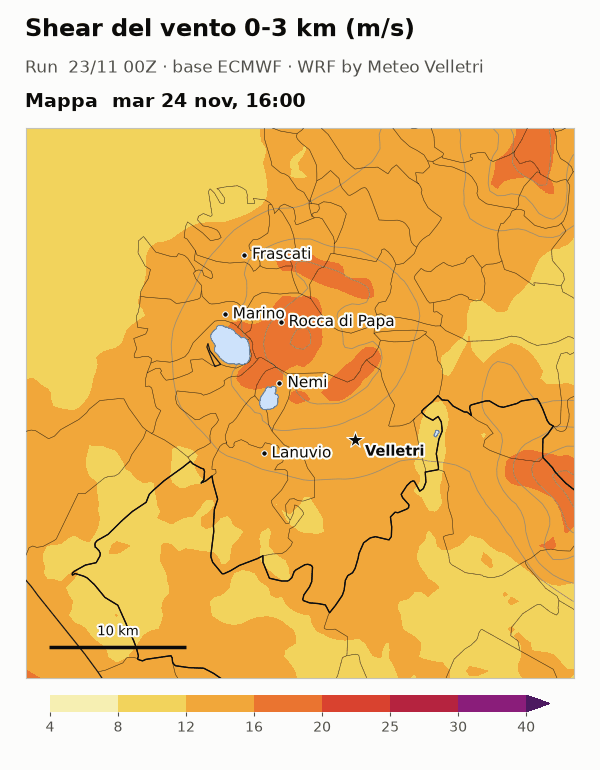 Shear del vento 0-3 km (m/s)
Run  23/11 00Z · base ECMWF · WRF by Meteo Velletri
Mappa  mar 24 nov, 16:00
Frascati
Marino
Rocca di Papa
Nemi
Velletri
Lanuvio
10 km
4 8 12 16 20 25 30 40